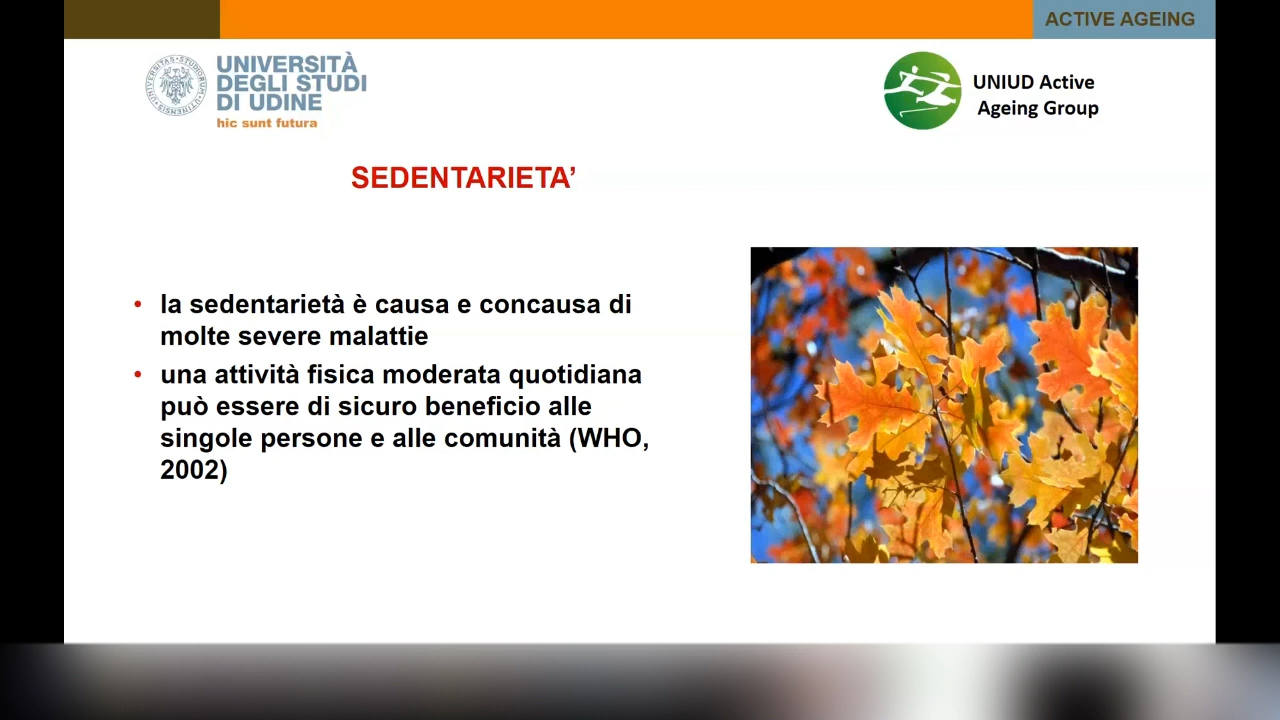 ACTIVE AGEING
UNIVERSITÀ
DEGLI STUDI
DI UDINE
hic sunt futura
UNIUD Active
Ageing Group
SEDENTARIETA’
• la sedentarietà è causa e concausa di
molte severe malattie
• una attività fisica moderata quotidiana
può essere di sicuro beneficio alle
singole persone e alle comunità (WHO,
2002)